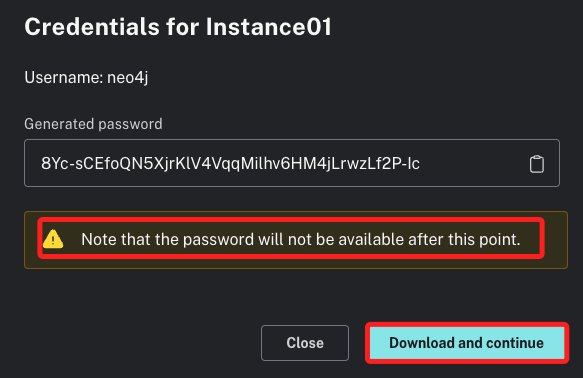 Credentials for Instance01
Username: neo4j
Generated password
8Yc-sCEfoQN5XjrKlV4VqqMilhv6HM4jLrwzLf2P-Ic
Note that the password will not be available after this point.
Close
Download and continue